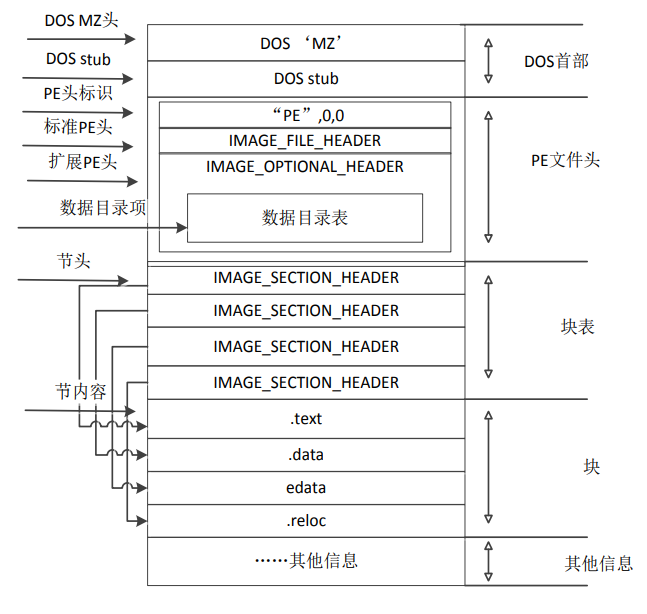 DOS MZ头
DOS ‘MZ’
DOS首部
DOS stub
DOS stub
PE头标识
“PE”,0,0
标准PE头
IMAGE_FILE_HEADER
扩展PE头
IMAGE_OPTIONAL_HEADER
PE文件头
数据目录项
数据目录表
节头
IMAGE_SECTION_HEADER
IMAGE_SECTION_HEADER
块表
IMAGE_SECTION_HEADER
IMAGE_SECTION_HEADER
节内容
.text
.data
块
edata
.reloc
……其他信息
其他信息